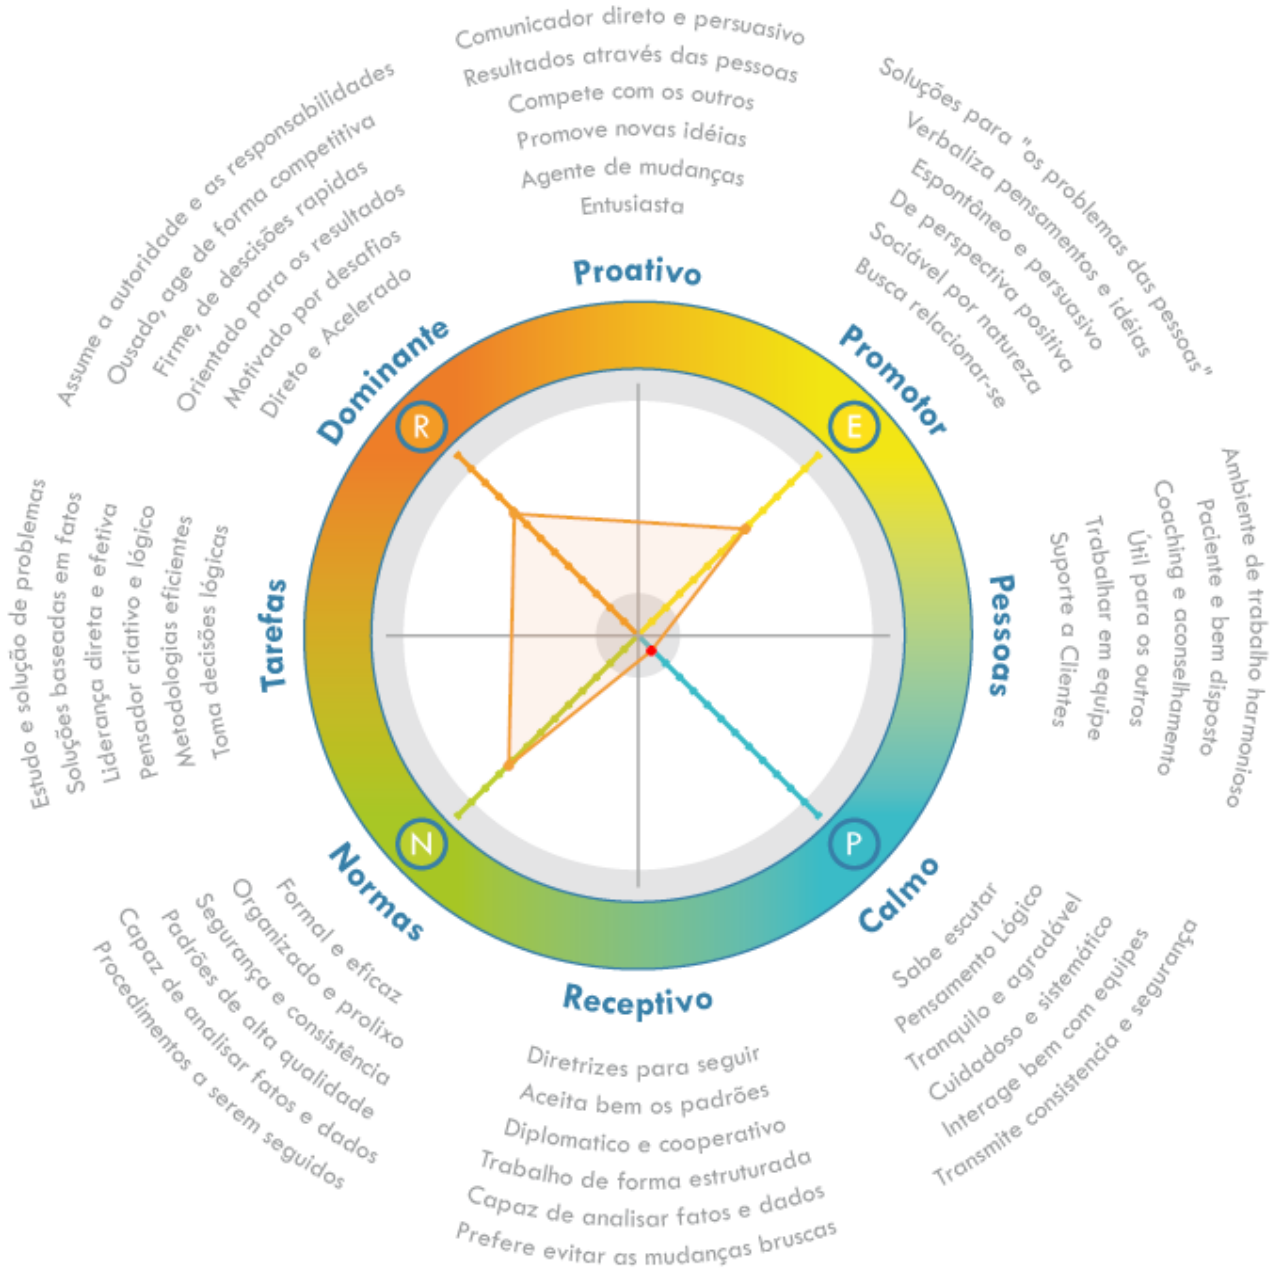 Comunicador direto e persuasivo
Resultados através das pessoas
Compete com os outros
Promove novas idéias
Agente de mudanças
Entusiasta
Proativo
Soluções para "os problemas das pessoas"
Verbaliza pensamentos e idéias
Espontâneo e persuasivo
De perspectiva positiva
Sociável por natureza
Busca relacionar-se
Promotor
E
Ambiente de trabalho harmonioso
Paciente e bem disposto
Coaching e aconselhamento
Útil para os outros
Trabalhar em equipe
Suporte a Clientes
Pessoas
P
Calmo
Sabe escutar
Pensamento Lógico
Tranquilo e agradável
Cuidadoso e sistemático
Interage bem com equipes
Transmite consistencia e segurança
Receptivo
Diretrizes para seguir
Aceita bem os padrões
Diplomatico e cooperativo
Trabalho de forma estruturada
Capaz de analisar fatos e dados
Prefere evitar as mudanças bruscas
N
Normas
Formal e eficaz
Organizado e prolixo
Segurança e consistência
Padrões de alta qualidade
Capaz de analisar fatos e dados
Procedimentos a serem seguidos
Estudo e solução de problemas
Soluções baseadas em fatos
Liderança direta e efetiva
Pensador criativo e lógico
Metodologias eficientes
Toma decisões lógicas
Tarefas
Assume a autoridade e as responsabilidades
Ousado, age de forma competitiva
Firme, de descisões rapidas
Orientado para os resultados
Motivado por desafios
Direto e Acelerado
Dominante
R